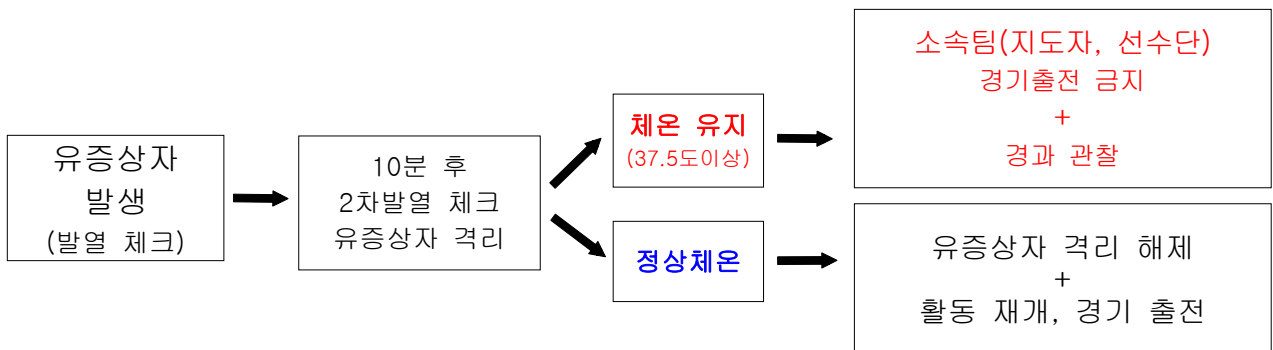 유증상자
발생
(발열 체크)
10분 후
2차발열 체크
유증상자 격리
체온 유지
(37.5도이상)
소속팀(지도자, 선수단)
경기출전 금지
+
경과 관찰
정상체온
유증상자 격리 해제
+
활동 재개, 경기 출전